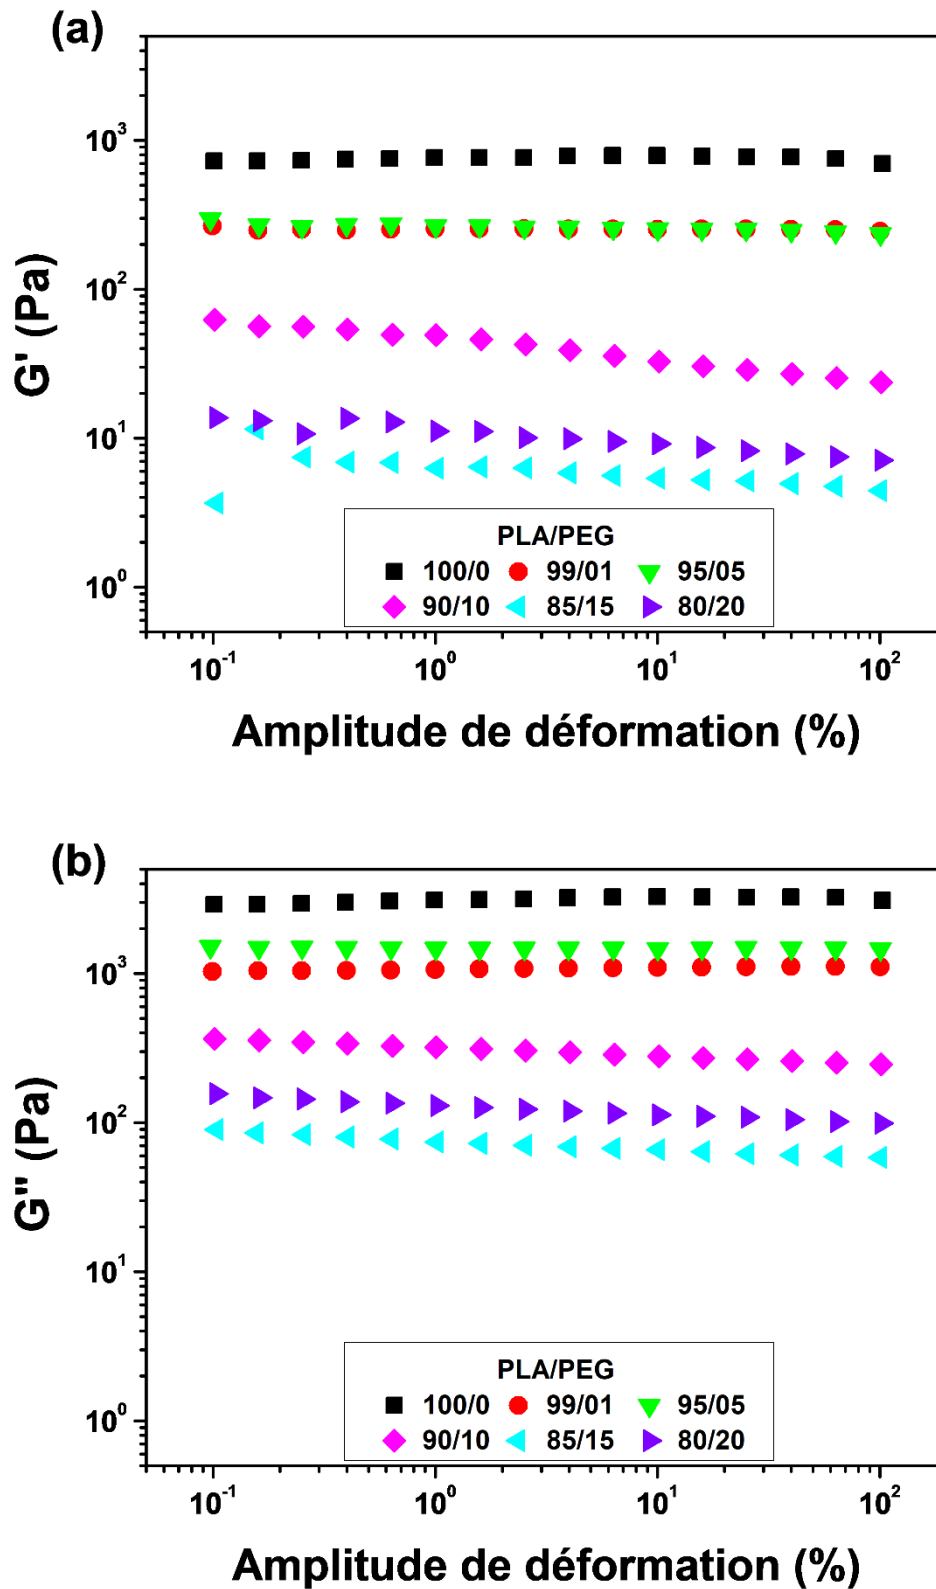 (a)
10³
10²
10¹
10⁰
G' (Pa)
PLA/PEG
100/0 99/01 95/05
90/10 85/15 80/20
10⁻¹ 10⁰ 10¹ 10²
Amplitude de déformation (%)
(b)
10³
10²
10¹
10⁰
G'' (Pa)
PLA/PEG
100/0 99/01 95/05
90/10 85/15 80/20
10⁻¹ 10⁰ 10¹ 10²
Amplitude de déformation (%)